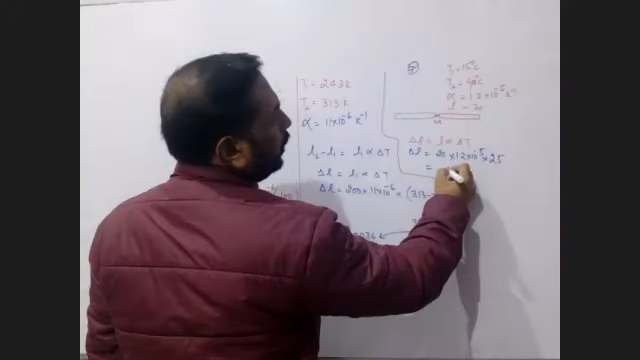 T₁ = 243 K
T₂ = 313 K
α = 11×10⁻⁶ K⁻¹
l₂ - l₁ = l₁ α ΔT
Δl = l₁ α ΔT
Δl = 200 × 11×10⁻⁶ × (313-
0036
T₁ = 15°C
T₂ = 40°C
α = 1.2×10⁻⁵ K⁻¹
l = 20
Δl = l α ΔT
Δl = 20 × 1.2×10⁻⁵ × 25
=